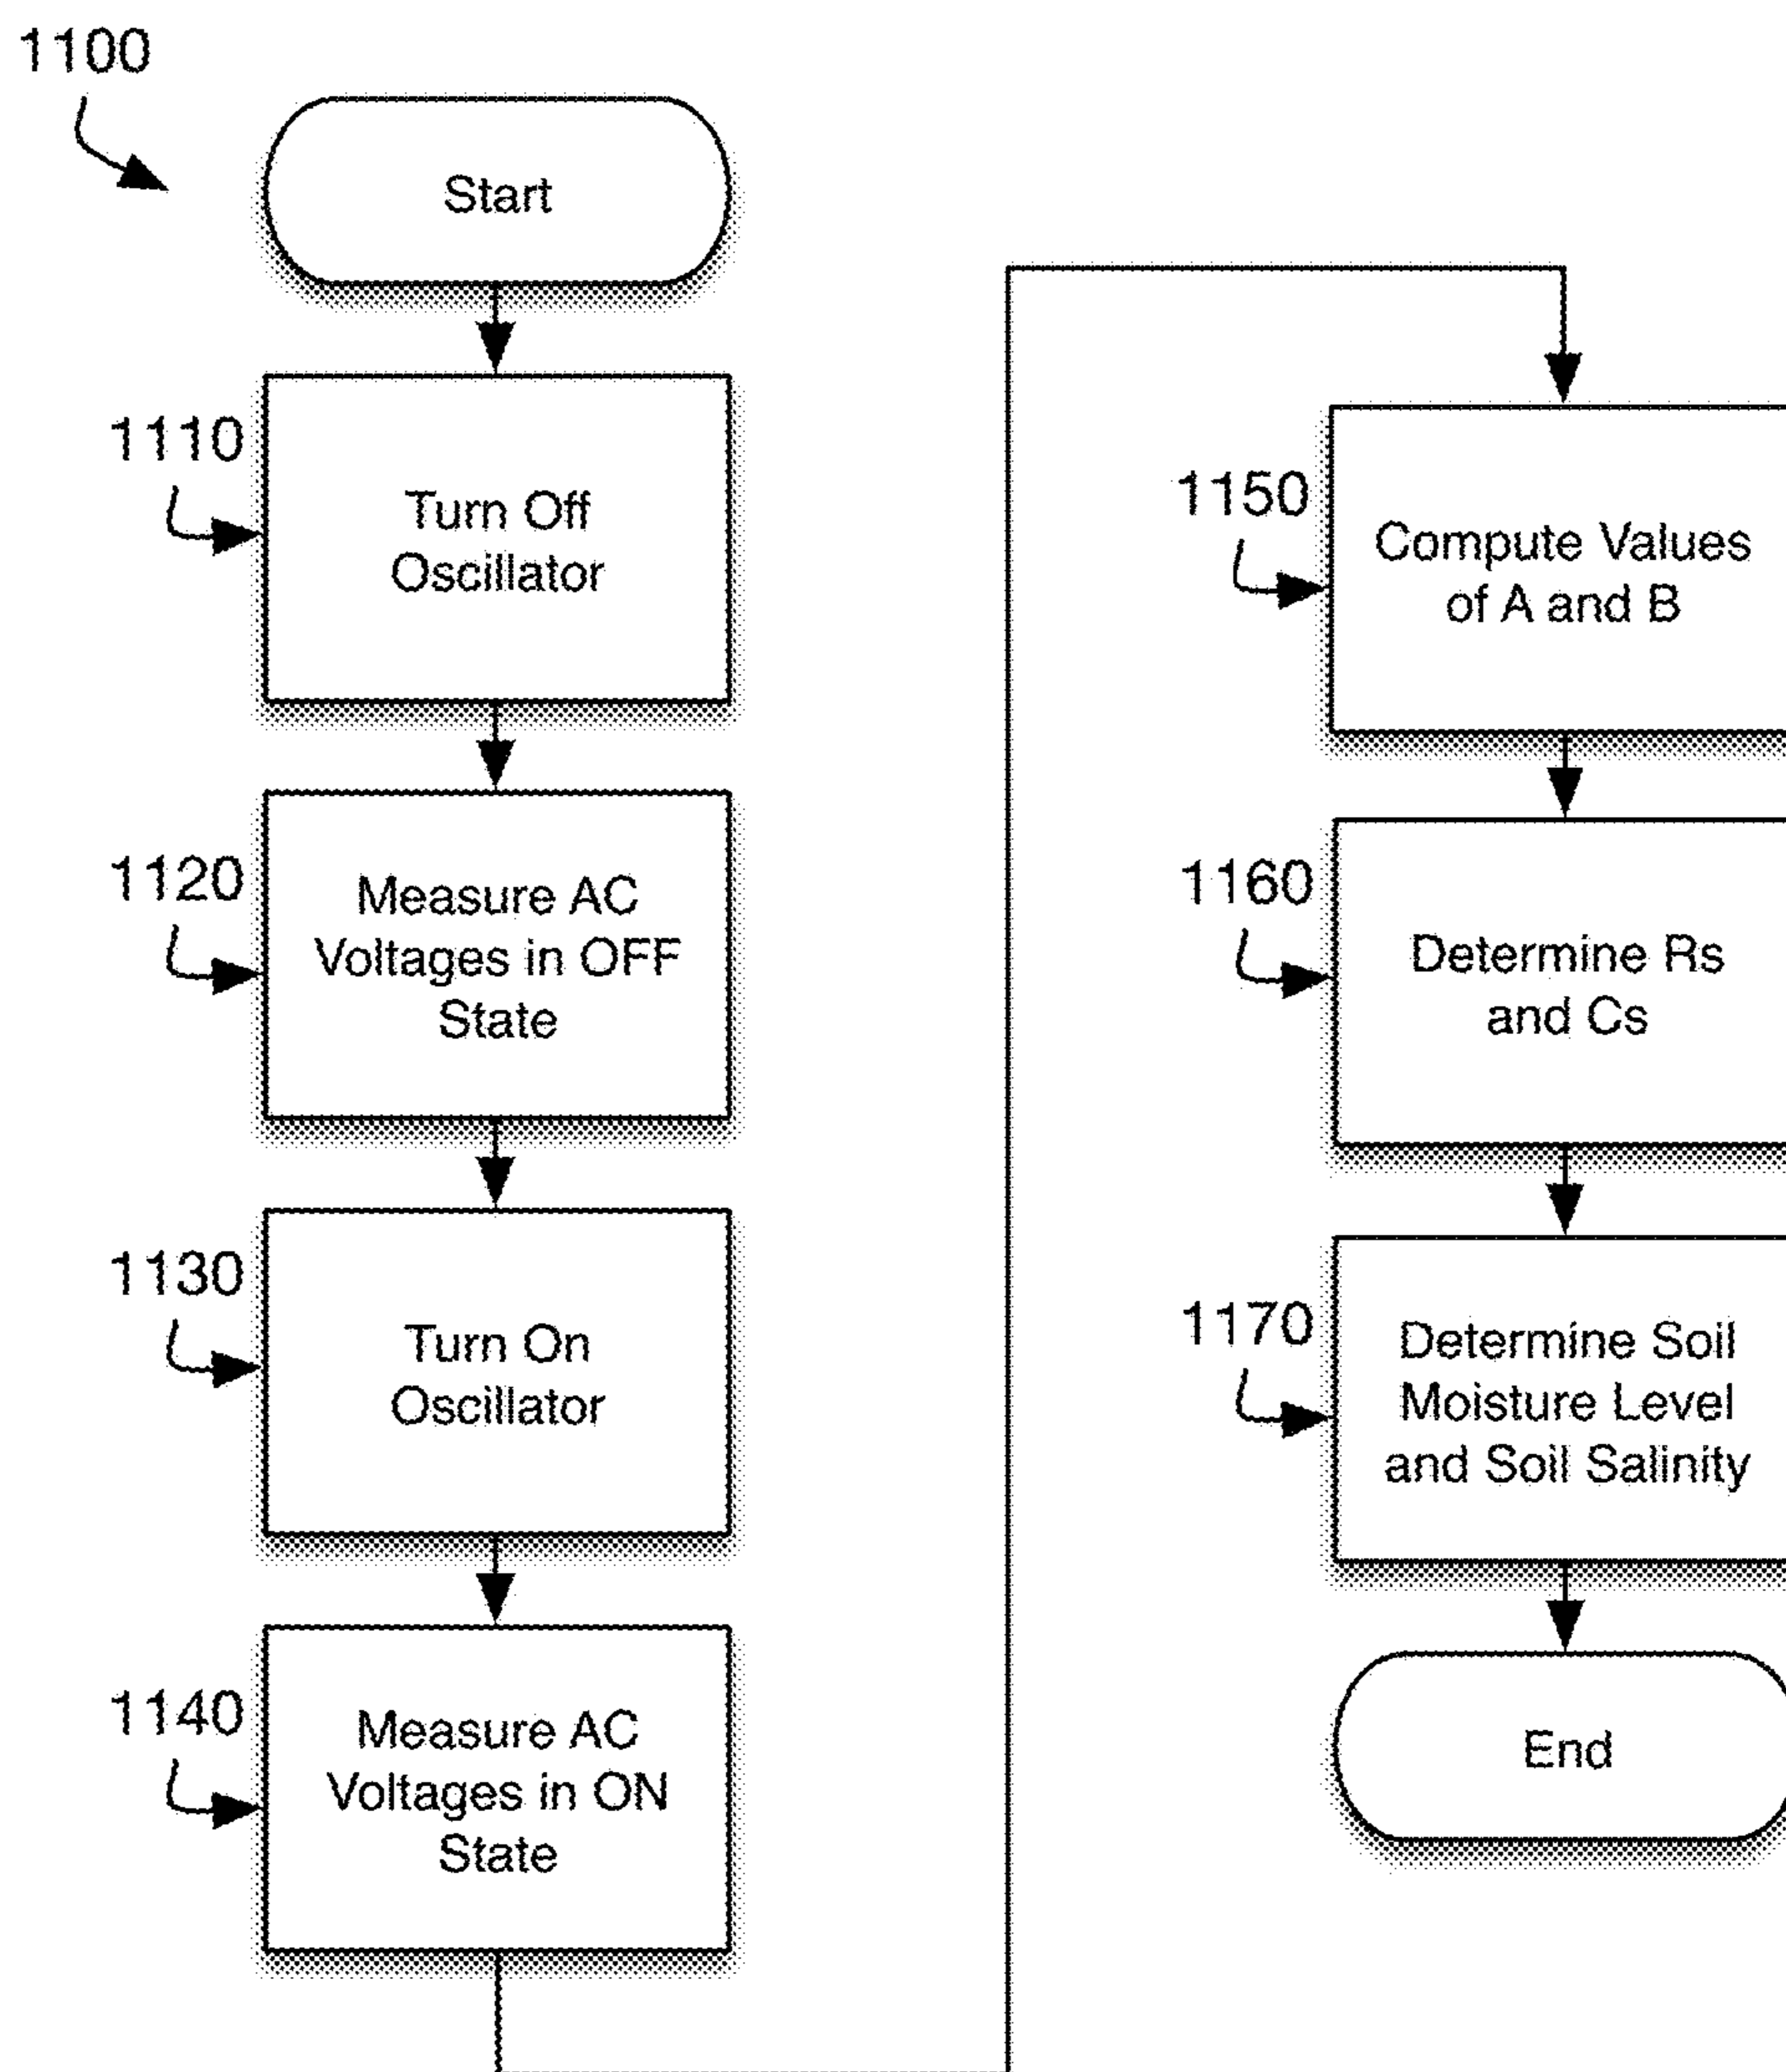 1100
Start
1110
Turn Off
Oscillator
1120
Measure AC
Voltages in OFF
State
1130
Turn On
Oscillator
1140
Measure AC
Voltages in ON
State
1150
Compute Values
of A and B
1160
Determine Rs
and Cs
1170
Determine Soil
Moisture Level
and Soil Salinity
End